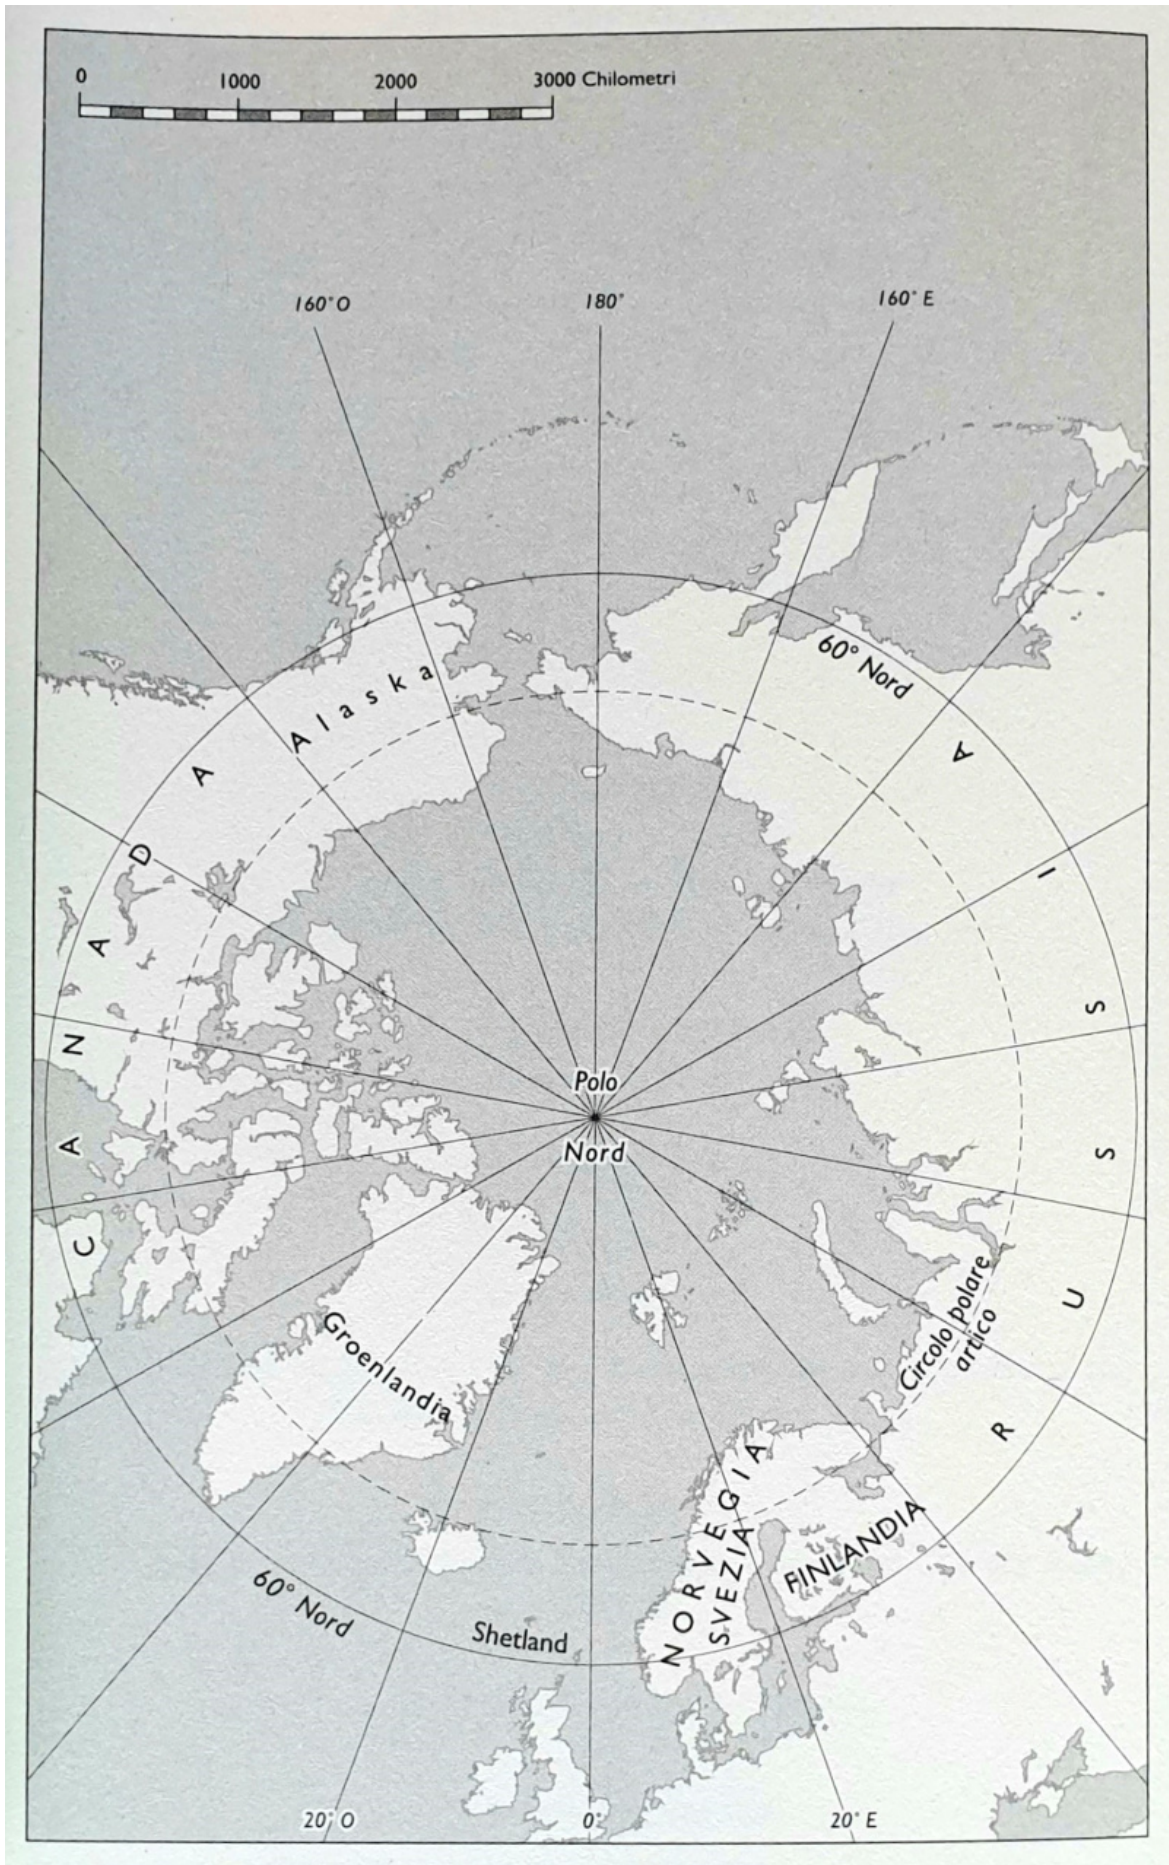 0 1000 2000 3000 Chilometri
160° O 180° 160° E
60° Nord
Alaska
CANADA
RUSSIA
Polo
Nord
Circolo polare
artico
Groenlandia
NORVEGIA
SVEZIA
FINLANDIA
60° Nord
Shetland
20° O 0° 20° E